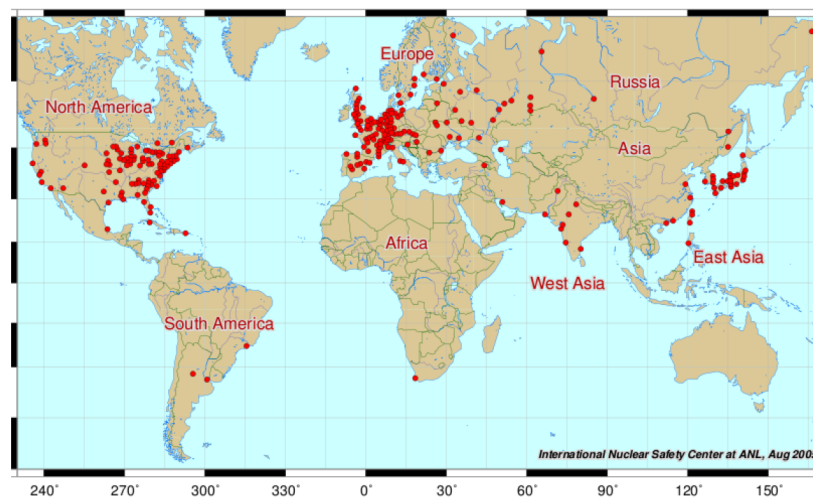 Europe
Russia
North America
Asia
Africa
East Asia
West Asia
South America
International Nuclear Safety Center at ANL, Aug 2005
240° 270° 300° 330° 0° 30° 60° 90° 120° 150°